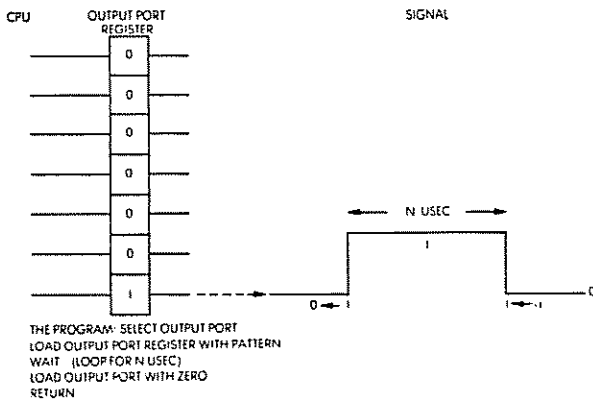 CPU
OUTPUT PORT
REGISTER
SIGNAL
0
0
0
0
0
0
1
N USEC
1
0
1
1
0
THE PROGRAM: SELECT OUTPUT PORT
LOAD OUTPUT PORT REGISTER WITH PATTERN
WAIT (LOOP FOR N USEC)
LOAD OUTPUT PORT WITH ZERO
RETURN